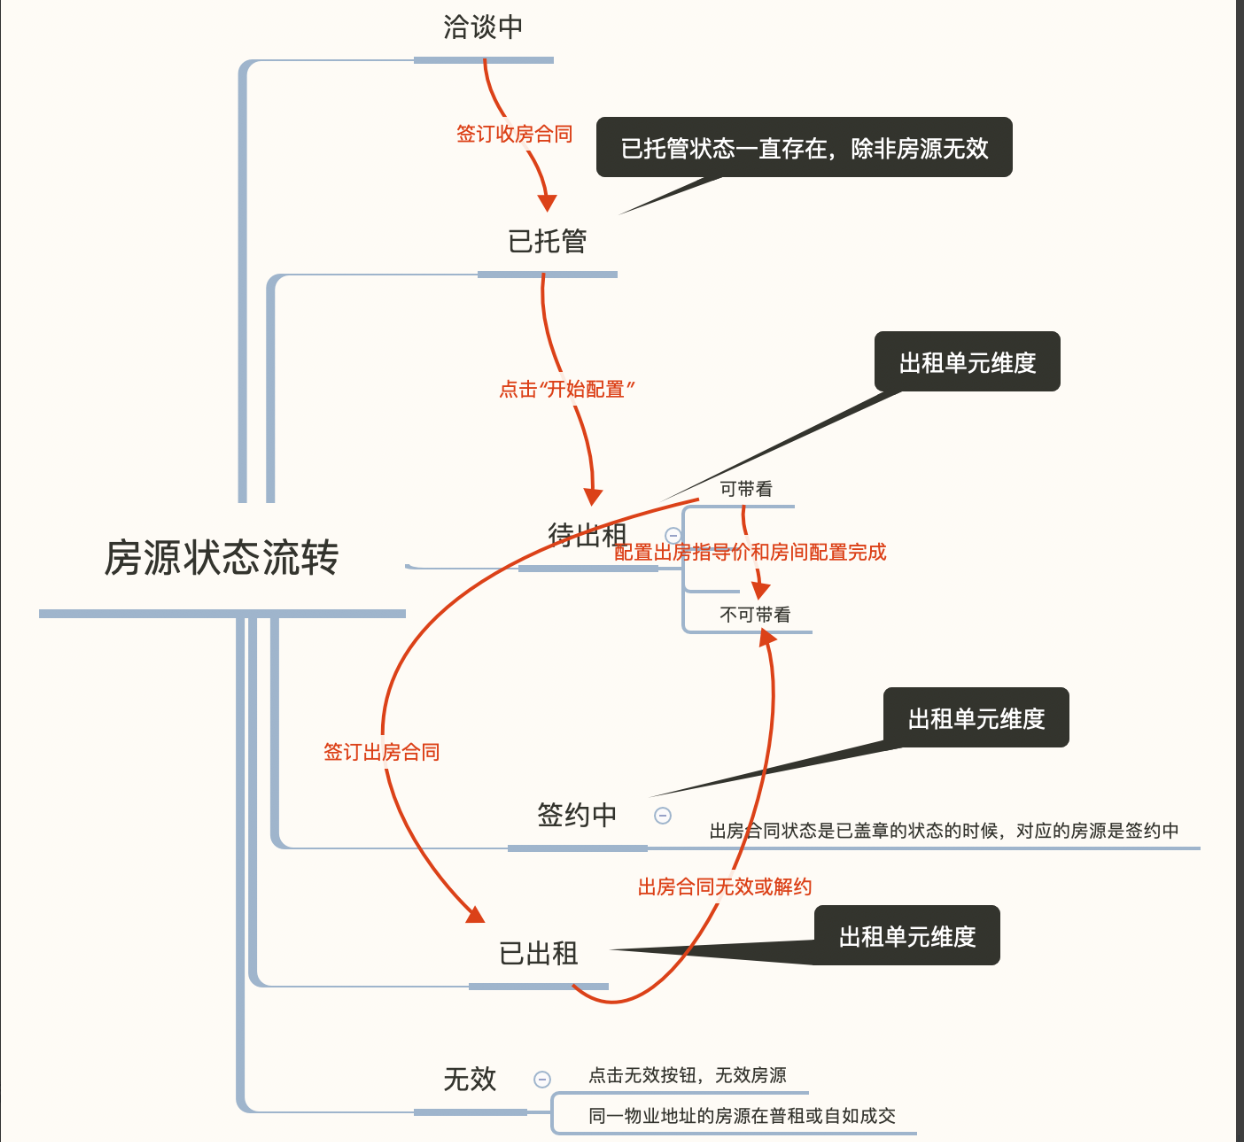 洽谈中
签订收房合同
已托管状态一直存在，除非房源无效
已托管
出租单元维度
点击“开始配置”
可带看
待出租
配置出房指导价和房间配置完成
房源状态流转
不可带看
出租单元维度
签订出房合同
签约中
出房合同状态是已盖章的状态的时候，对应的房源是签约中
出房合同无效或解约
出租单元维度
已出租
无效
点击无效按钮，无效房源
同一物业地址的房源在普租或自如成交